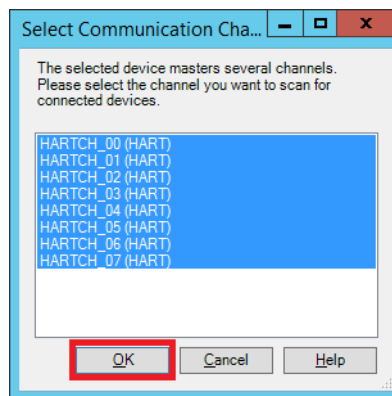 Select Communication Cha...
The selected device masters several channels.
Please select the channel you want to scan for
connected devices.
HARTCH_00 (HART)
HARTCH_01 (HART)
HARTCH_02 (HART)
HARTCH_03 (HART)
HARTCH_04 (HART)
HARTCH_05 (HART)
HARTCH_06 (HART)
HARTCH_07 (HART)
OK
Cancel
Help